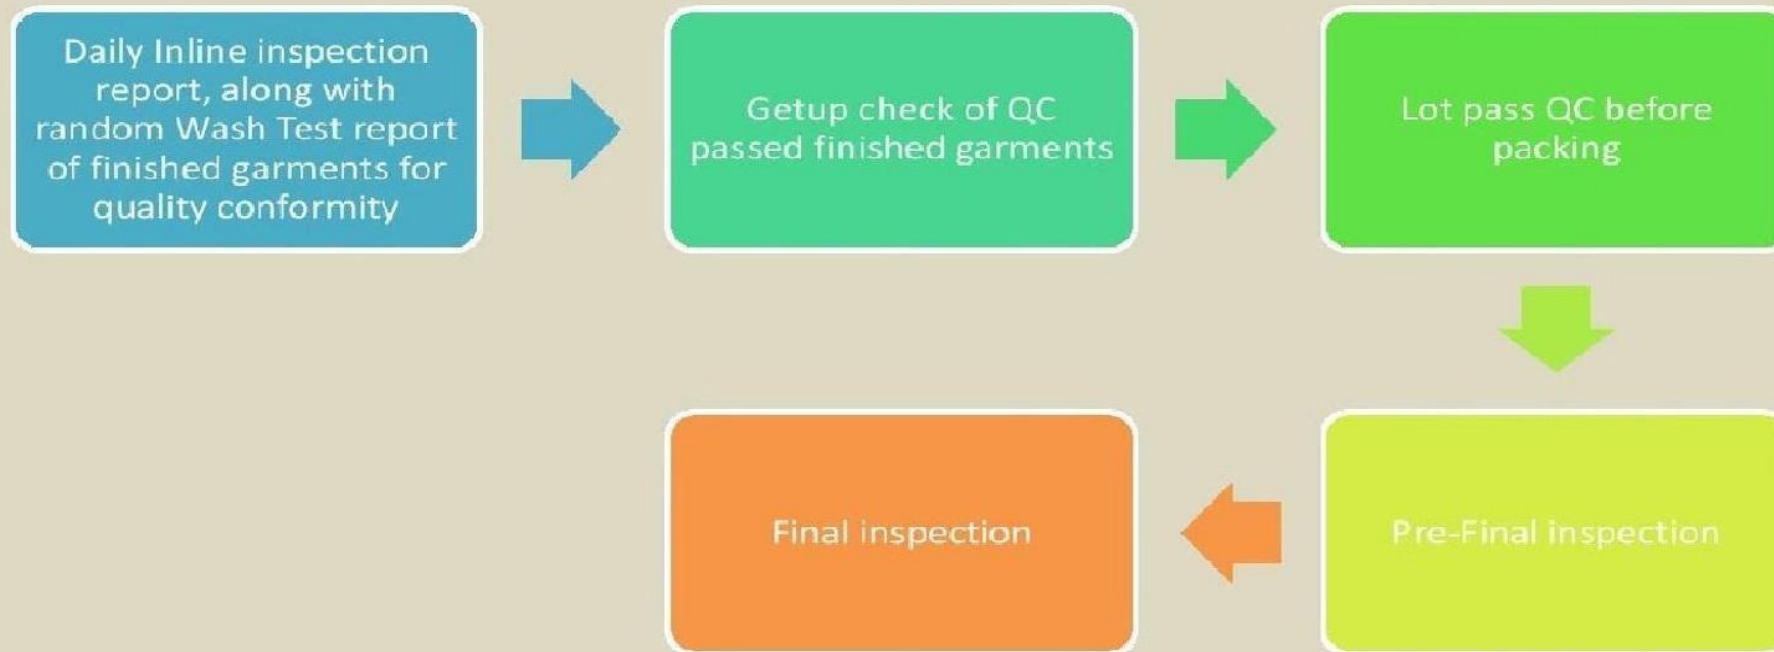 Daily Inline inspection
report, along with
random Wash Test report
of finished garments for
quality conformity
Getup check of QC
passed finished garments
Lot pass QC before
packing
Pre-Final inspection
Final inspection